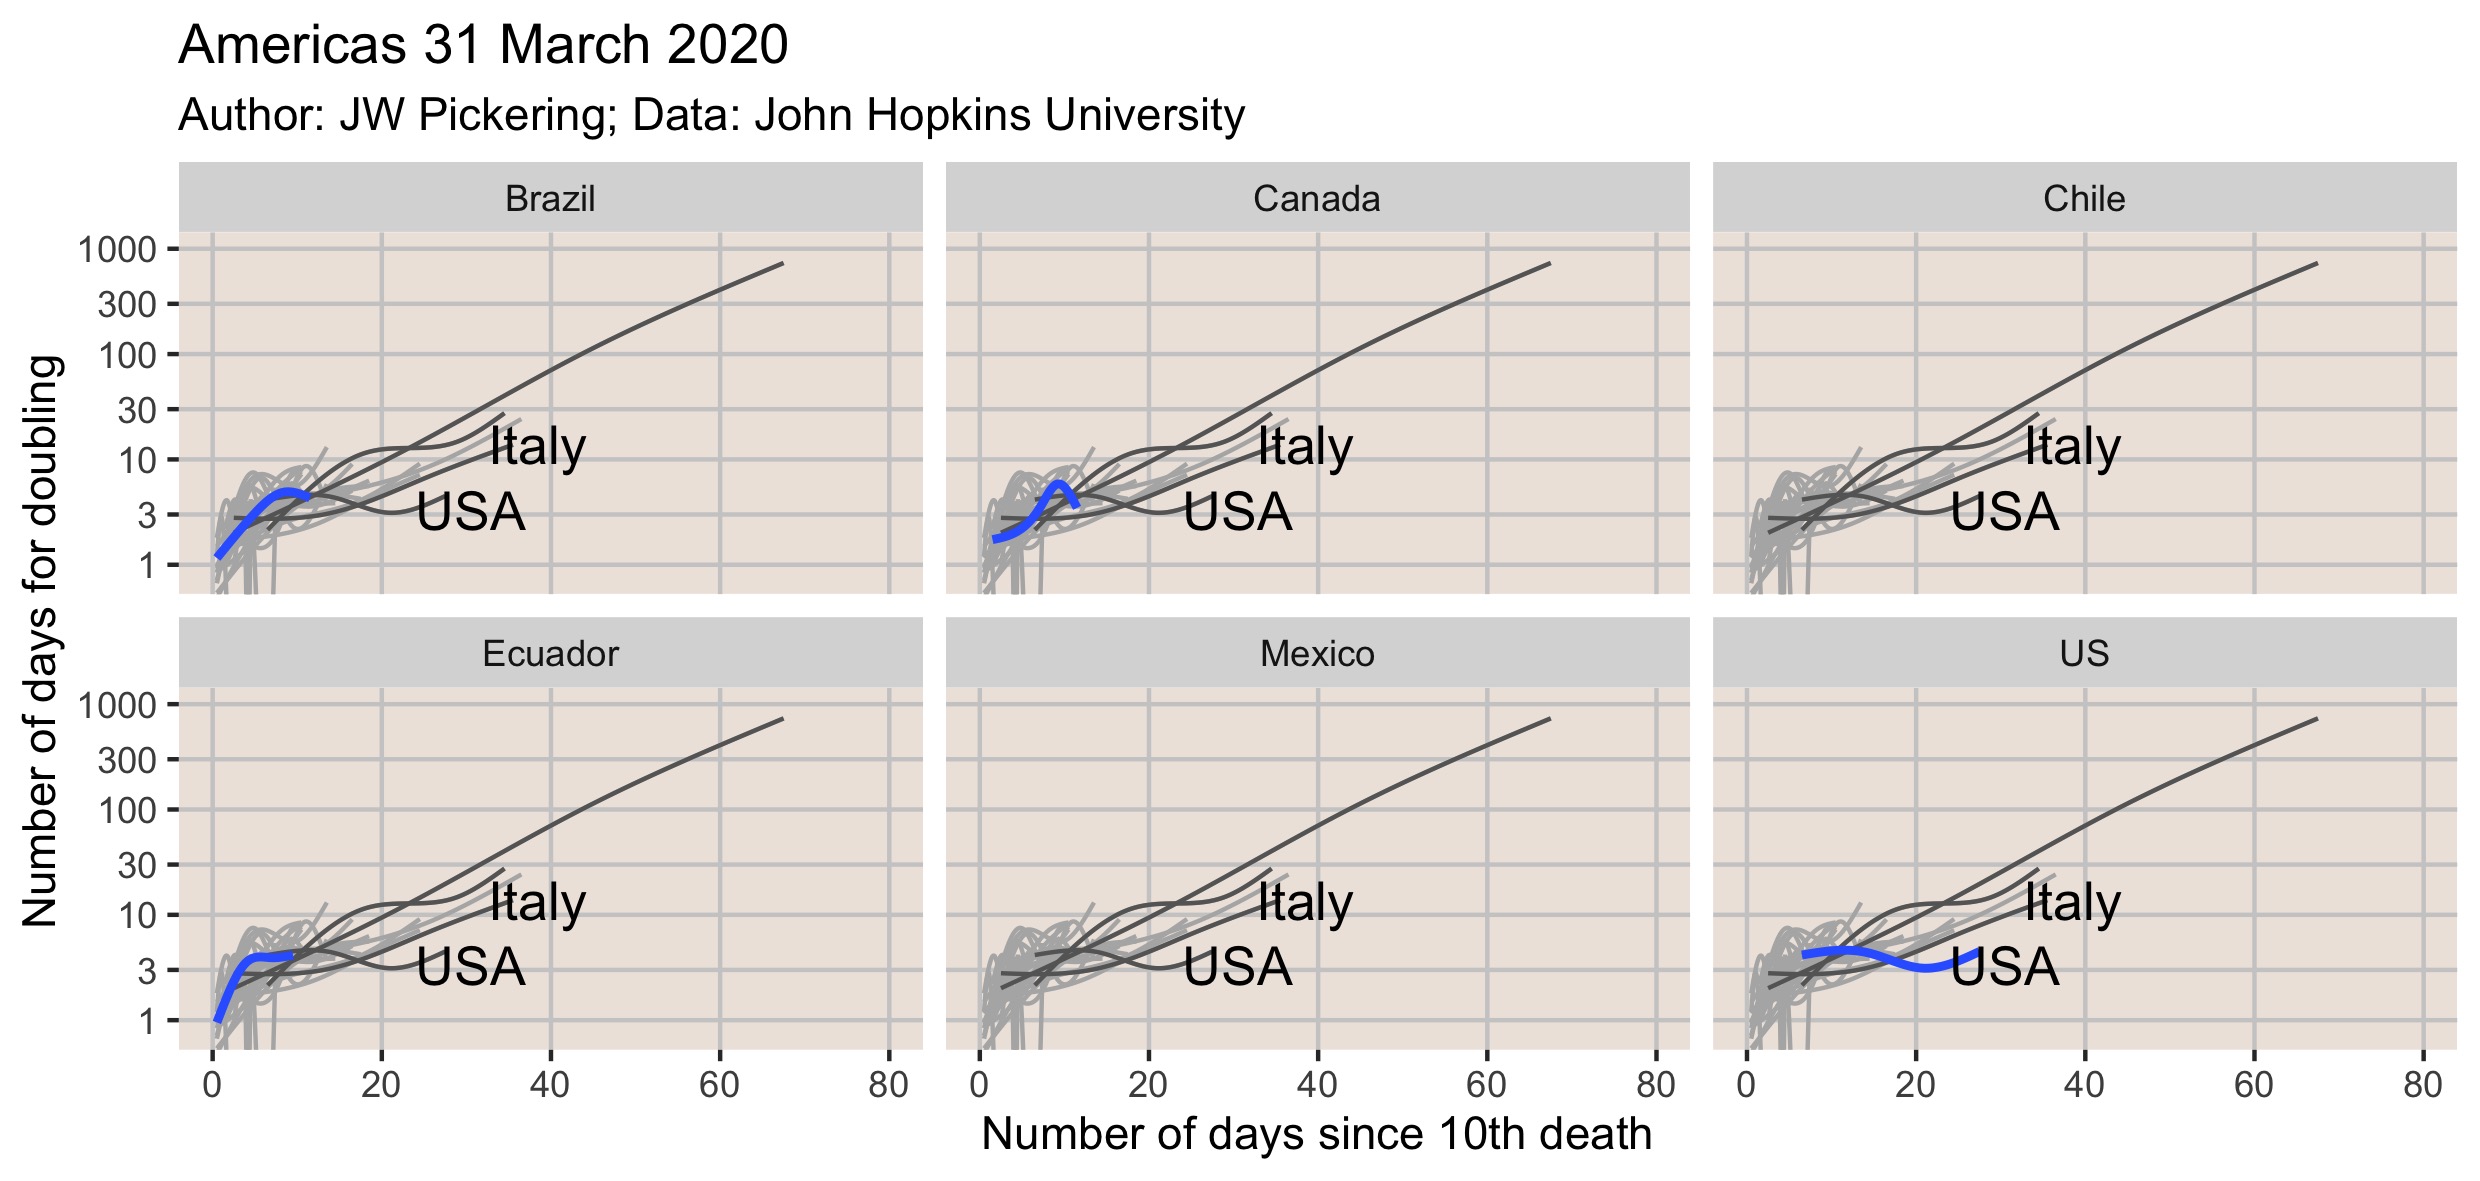 Americas 31 March 2020
Author: JW Pickering; Data: John Hopkins University
Brazil
Canada
Chile
1000
300
100
30
10
3
1
Italy
USA
Italy
USA
Italy
USA
Ecuador
Mexico
US
1000
300
100
30
10
3
1
Italy
USA
Italy
USA
Italy
USA
0 20 40 60 80
0 20 40 60 80
0 20 40 60 80
Number of days since 10th death
Number of days for doubling